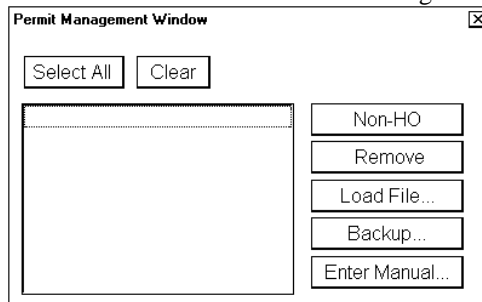 Permit Management Window
Select All
Clear
Non-HO
Remove
Load File...
Backup...
Enter Manual...